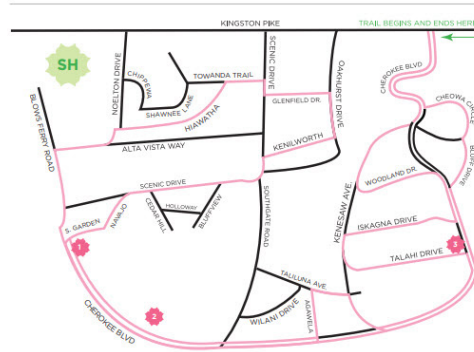 KINGSTON PIKE
TRAIL BEGINS AND ENDS HERE
SH
NOELTON DRIVE
CHIPPEWA
TOWANDA TRAIL
SCENIC DRIVE
OAKHURST DRIVE
CHEROKEE BLVD
CHEOWA CIRCLE
BLOWS FERRY ROAD
SHAWNEE LANE
HIAWATHA
GLENFIELD DR.
KENILWORTH
BLUFF DRIVE
ALTA VISTA WAY
WOODLAND DR.
SCENIC DRIVE
HOLLOWAY
S. GARDEN
NAVAJO
CEDAR HILL
BLUFFVIEW
SOUTHGATE ROAD
KENESAW AVE.
ISKAGNA DRIVE
TALAHI DRIVE
1
2
3
TALILUNA AVE
WILANI DRIVE
AGAWELA
CHEROKEE BLVD